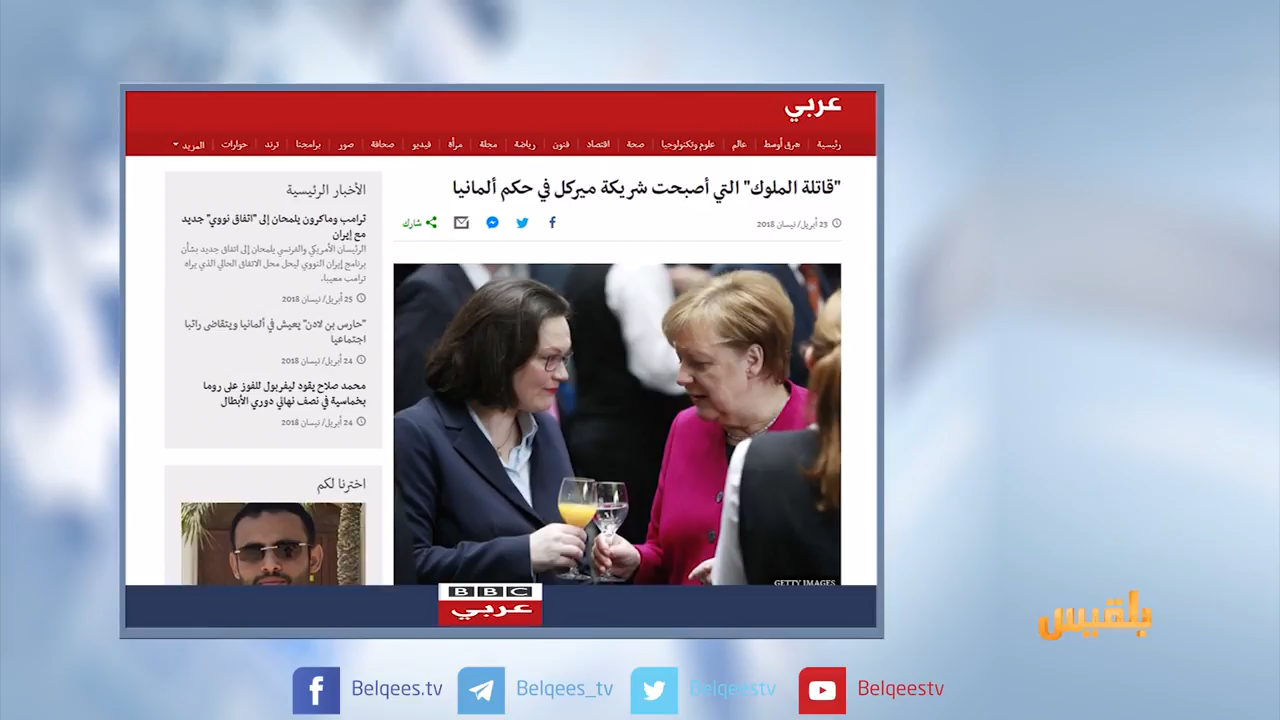 عربي
رئيسية
شرق أوسط
عالم
علوم وتكنولوجيا
صحة
اقتصاد
فنون
رياضة
مجلة
مرأة
فيديو
صحافة
صور
برامجنا
ترند
حوارات
المزيد
"قاتلة الملوك" التي أصبحت شريكة ميركل في حكم ألمانيا
23 أبريل/ نيسان 2018
شارك
GETTY IMAGES
الأخبار الرئيسية
ترامب وماكرون يلمحان إلى "اتفاق نووي" جديد
مع إيران
الرئيسان الأمريكي والفرنسي يلمحان إلى اتفاق جديد بشأن
برنامج إيران النووي ليحل محل الاتفاق الحالي الذي يراه
ترامب معيبا.
25 أبريل/ نيسان 2018
"حارس بن لادن" يعيش في ألمانيا ويتقاضى راتبا
اجتماعيا
24 أبريل/ نيسان 2018
محمد صلاح يقود ليفربول للفوز على روما
بخماسية في نصف نهائي دوري الأبطال
24 أبريل/ نيسان 2018
اخترنا لكم
BBC
عربي
بلقيس
Belqees.tv
Belqees_tv
Belqeestv
Belqeestv